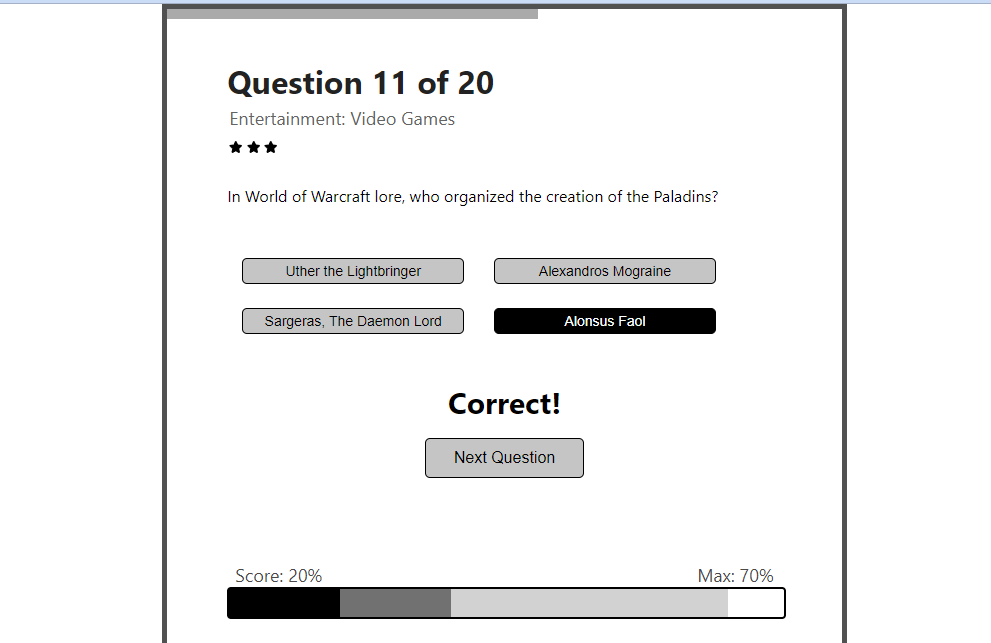 Question 11 of 20
Entertainment: Video Games
In World of Warcraft lore, who organized the creation of the Paladins?
Uther the Lightbringer
Alexandros Mograine
Sargeras, The Daemon Lord
Alonsus Faol
Correct!
Next Question
Score: 20%
Max: 70%